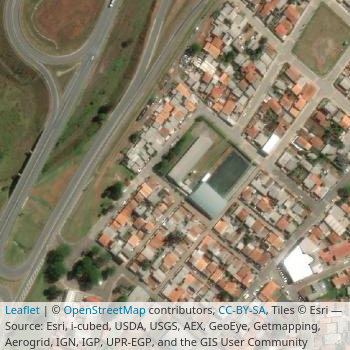 Leaflet | © OpenStreetMap contributors, CC-BY-SA, Tiles © Esri —
Source: Esri, i-cubed, USDA, USGS, AEX, GeoEye, Getmapping,
Aerogrid, IGN, IGP, UPR-EGP, and the GIS User Community